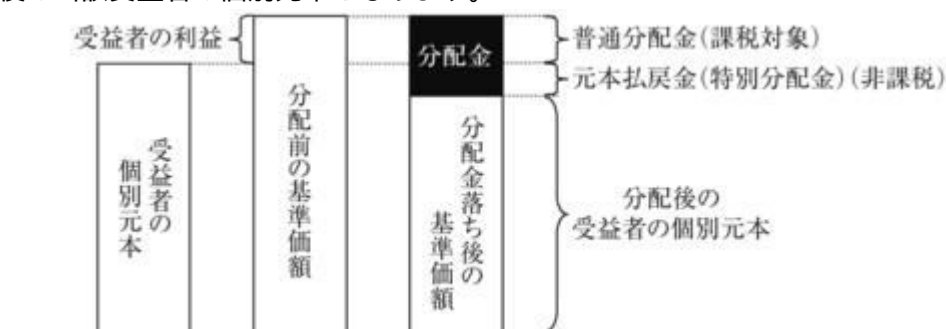 受益者の利益
受益者の
個別元本
分配前の基準価額
分配金
分配金落ち後の
基準価額
普通分配金(課税対象)
元本払戻金(特別分配金)(非課税)
分配後の
受益者の個別元本